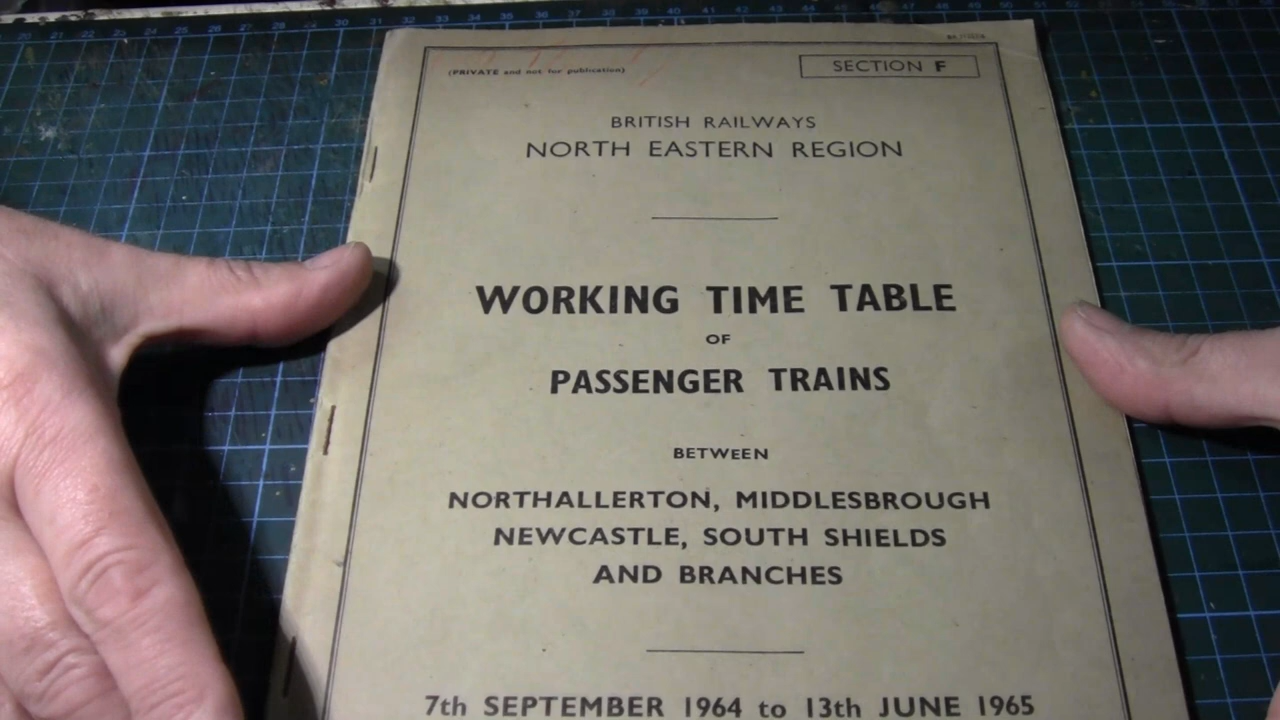 (PRIVATE and not for publication)
SECTION F
BRITISH RAILWAYS
NORTH EASTERN REGION
WORKING TIME TABLE
OF
PASSENGER TRAINS
BETWEEN
NORTHALLERTON, MIDDLESBROUGH
NEWCASTLE, SOUTH SHIELDS
AND BRANCHES
7th SEPTEMBER 1964 to 13th JUNE 1965